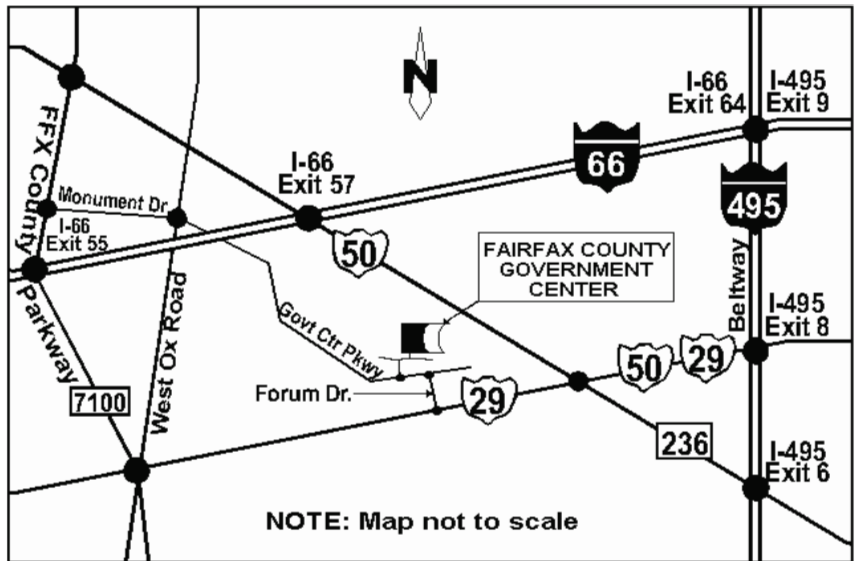 N
I-66
Exit 64
I-495
Exit 9
FFX County
Parkway
I-66
Exit 57
66
495
Monument Dr
I-66
Exit 55
50
FAIRFAX COUNTY
GOVERNMENT
CENTER
Beltway
I-495
Exit 8
West Ox Road
Govt Ctr Pkwy
50
29
7100
Forum Dr.
29
236
I-495
Exit 6
NOTE: Map not to scale